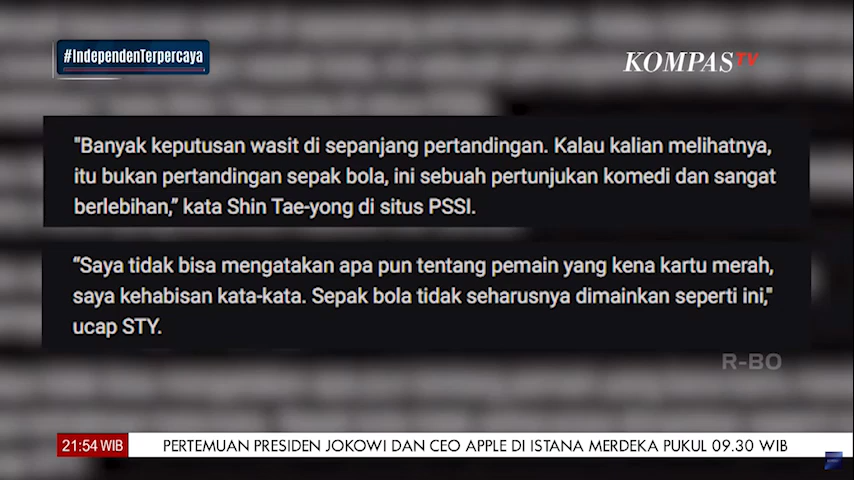 #IndependenTerpercaya
KOMPASTV
"Banyak keputusan wasit di sepanjang pertandingan. Kalau kalian melihatnya,
itu bukan pertandingan sepak bola, ini sebuah pertunjukan komedi dan sangat
berlebihan,” kata Shin Tae-yong di situs PSSI.
“Saya tidak bisa mengatakan apa pun tentang pemain yang kena kartu merah,
saya kehabisan kata-kata. Sepak bola tidak seharusnya dimainkan seperti ini,"
ucap STY.
R-BO
21:54 WIB PERTEMUAN PRESIDEN JOKOWI DAN CEO APPLE DI ISTANA MERDEKA PUKUL 09.30 WIB